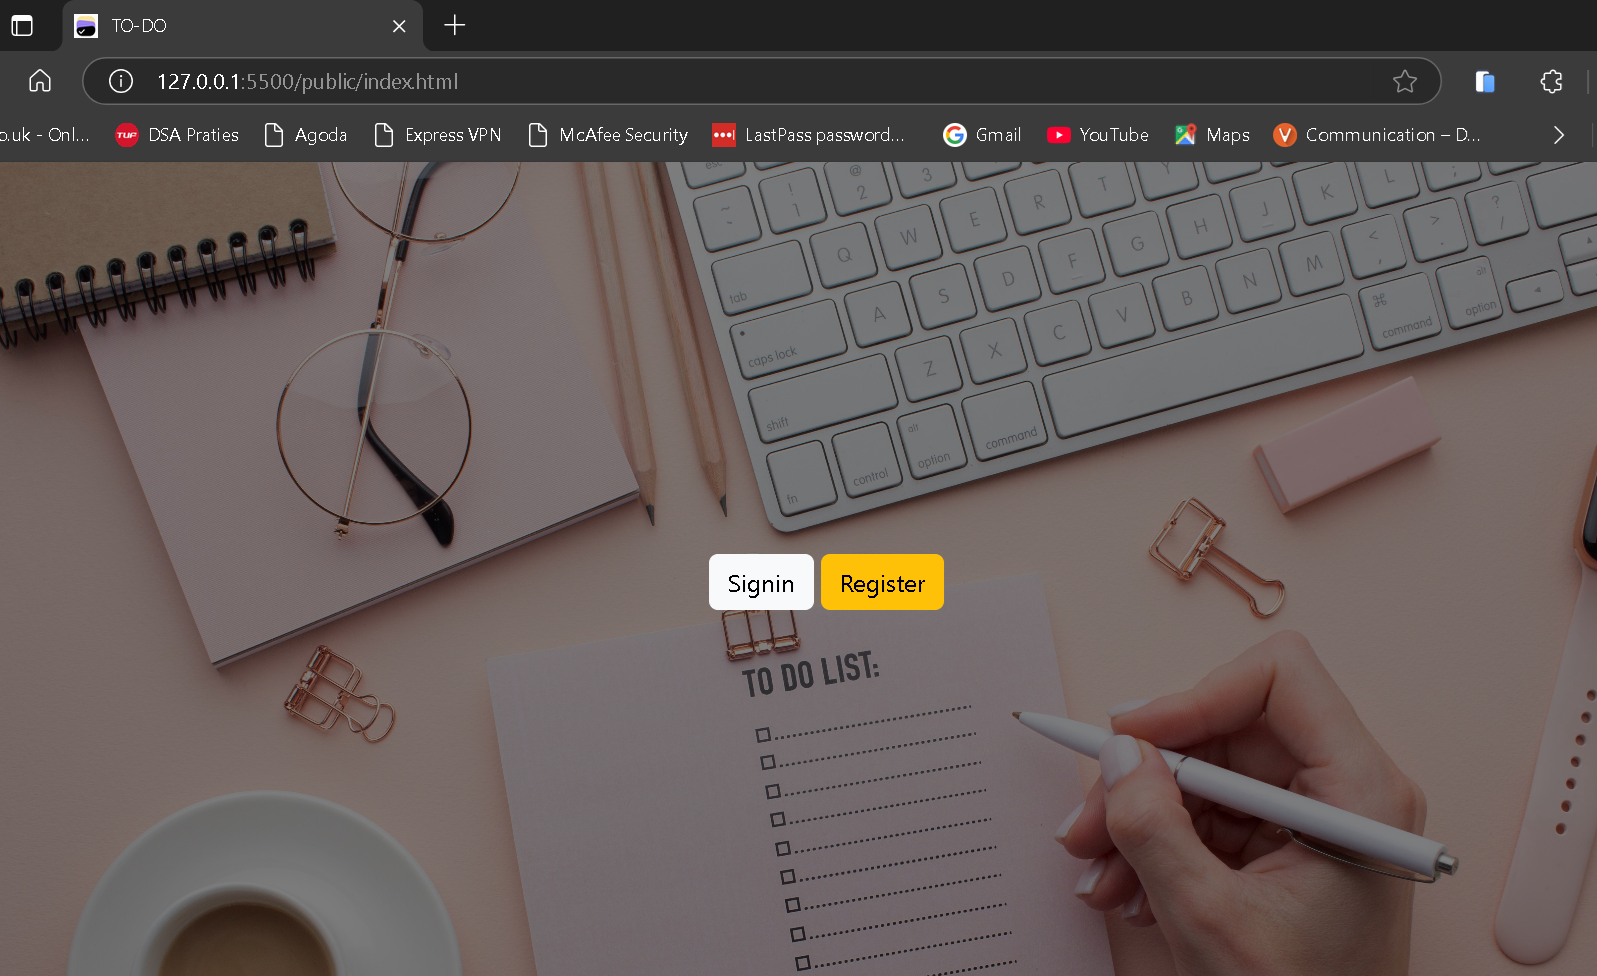 TO-DO
127.0.0.1:5500/public/index.html
o.uk - Onl...
TUF
DSA Praties
Agoda
Express VPN
McAfee Security
LastPass password...
Gmail
YouTube
Maps
Communication – D...
esc
@ 2
3
~
! 1
Q W E R T Y
J K L
: ;
tab
A S D F G H
< ,
> .
? /
caps lock
Z X C V B N M
⌘ command
alt option
shift
fn
control
alt option
command
Signin
Register
TO DO LIST: